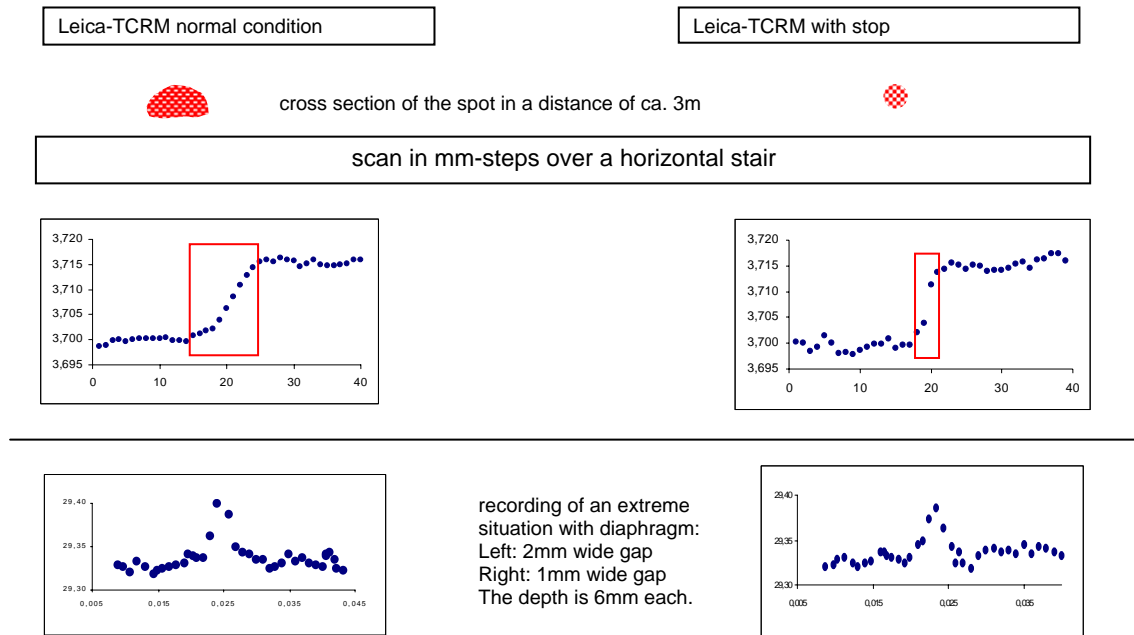 Leica-TCRM normal condition
Leica-TCRM with stop
cross section of the spot in a distance of ca. 3m
scan in mm-steps over a horizontal stair
3,720
3,715
3,710
3,705
3,700
3,695
0 10 20 30 40
3,720
3,715
3,710
3,705
3,700
3,695
0 10 20 30 40
29,40
29,35
29,30
0,005 0,015 0,025 0,035 0,045
recording of an extreme
situation with diaphragm:
Left: 2mm wide gap
Right: 1mm wide gap
The depth is 6mm each.
29,40
29,35
29,30
0,005 0,015 0,025 0,035